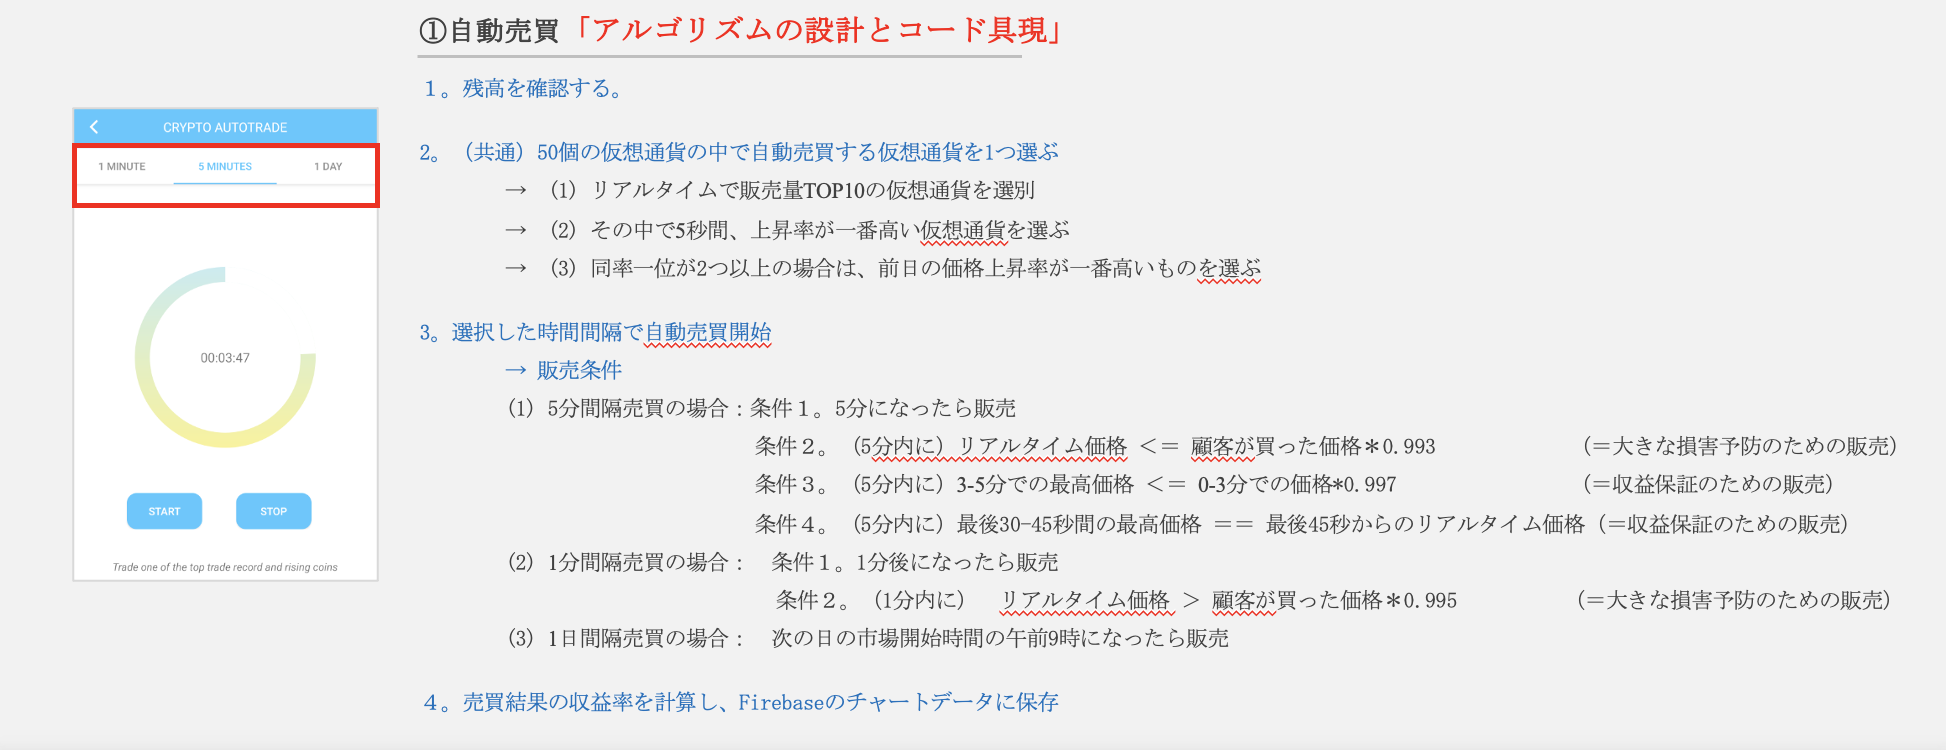 ①自動売買「アルゴリズムの設計とコード具現」
１。残高を確認する。
2。（共通）50個の仮想通貨の中で自動売買する仮想通貨を1つ選ぶ
→ （1）リアルタイムで販売量TOP10の仮想通貨を選別
→ （2）その中で5秒間、上昇率が一番高い仮想通貨を選ぶ
→ （3）同率一位が2つ以上の場合は、前日の価格上昇率が一番高いものを選ぶ
3。選択した時間間隔で自動売買開始
→ 販売条件
（1）5分間隔売買の場合：条件１。5分になったら販売
条件２。（5分内に）リアルタイム価格 ＜＝ 顧客が買った価格＊0.993 （＝大きな損害予防のための販売）
条件３。（5分内に）3-5分での最高価格 ＜＝ 0-3分での価格*0.997 （＝収益保証のための販売）
条件４。（5分内に）最後30-45秒間の最高価格 ＝＝ 最後45秒からのリアルタイム価格（＝収益保証のための販売）
（2）1分間隔売買の場合： 条件１。1分後になったら販売
条件２。（1分内に） リアルタイム価格 ＞ 顧客が買った価格＊0.995 （＝大きな損害予防のための販売）
（3）1日間隔売買の場合： 次の日の市場開始時間の午前9時になったら販売
４。売買結果の収益率を計算し、Firebaseのチャートデータに保存
CRYPTO AUTOTRADE
1 MINUTE 5 MINUTES 1 DAY
00:03:47
START STOP
Trade one of the top trade record and rising coins